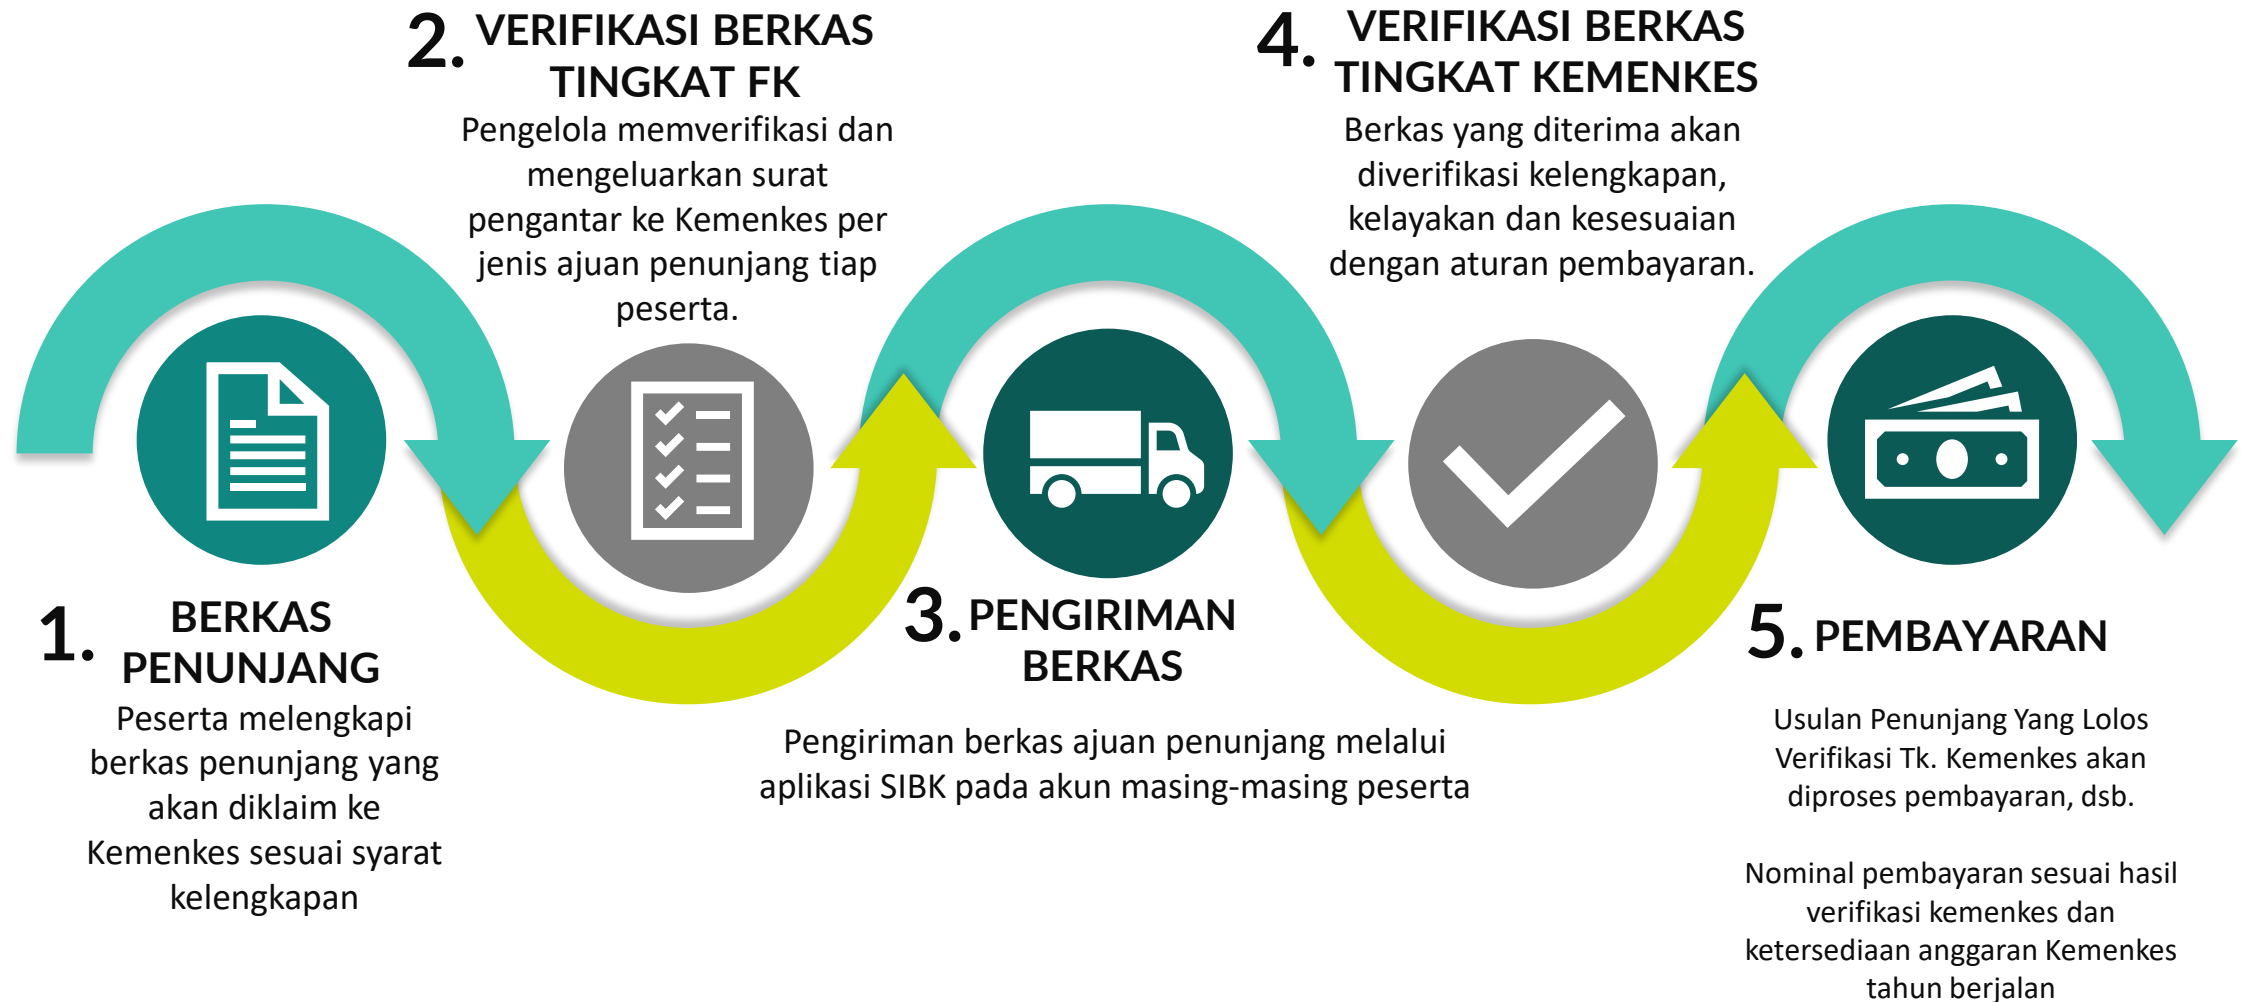 1. BERKAS
PENUNJANG
Peserta melengkapi
berkas penunjang yang
akan diklaim ke
Kemenkes sesuai syarat
kelengkapan
2. VERIFIKASI BERKAS
TINGKAT FK
Pengelola memverifikasi dan
mengeluarkan surat
pengantar ke Kemenkes per
jenis ajuan penunjang tiap
peserta.
3. PENGIRIMAN
BERKAS
Pengiriman berkas ajuan penunjang melalui
aplikasi SIBK pada akun masing-masing peserta
4. VERIFIKASI BERKAS
TINGKAT KEMENKES
Berkas yang diterima akan
diverifikasi kelengkapan,
kelayakan dan kesesuaian
dengan aturan pembayaran.
5. PEMBAYARAN
Usulan Penunjang Yang Lolos
Verifikasi Tk. Kemenkes akan
diproses pembayaran, dsb.
Nominal pembayaran sesuai hasil
verifikasi kemenkes dan
ketersediaan anggaran Kemenkes
tahun berjalan